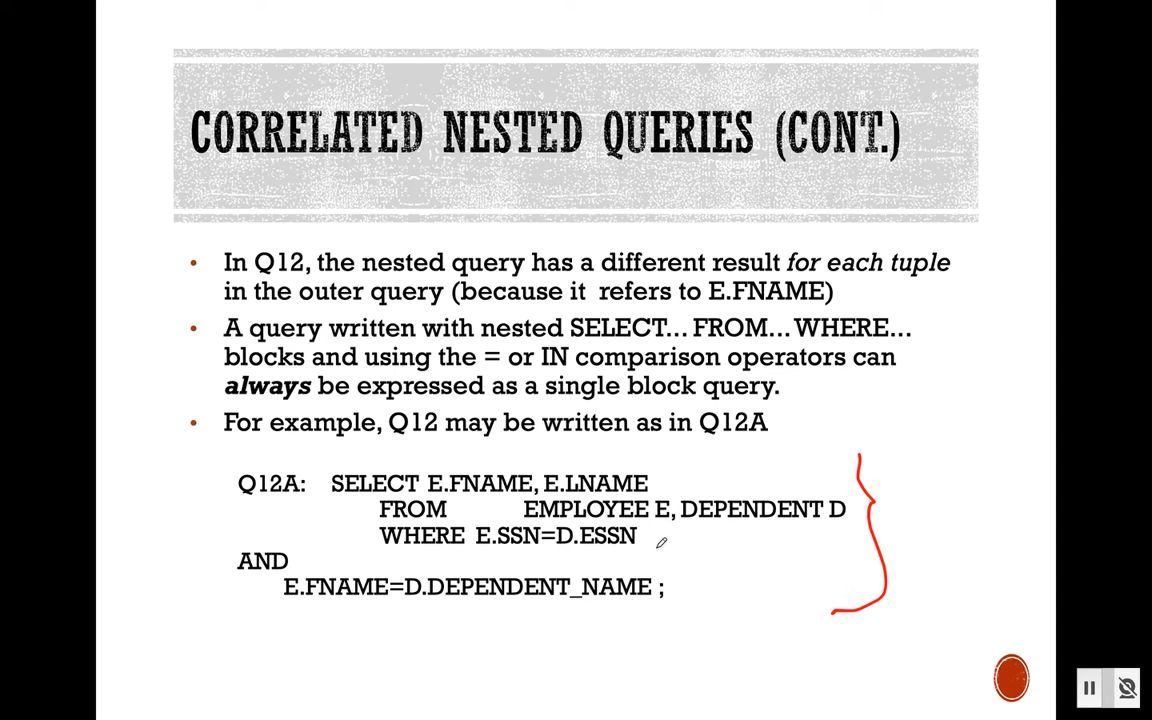 CORRELATED NESTED QUERIES (CONT.)
• In Q12, the nested query has a different result for each tuple
in the outer query (because it refers to E.FNAME)
• A query written with nested SELECT... FROM... WHERE...
blocks and using the = or IN comparison operators can
always be expressed as a single block query.
• For example, Q12 may be written as in Q12A
Q12A: SELECT E.FNAME, E.LNAME
FROM EMPLOYEE E, DEPENDENT D
WHERE E.SSN=D.ESSN
AND
E.FNAME=D.DEPENDENT_NAME ;